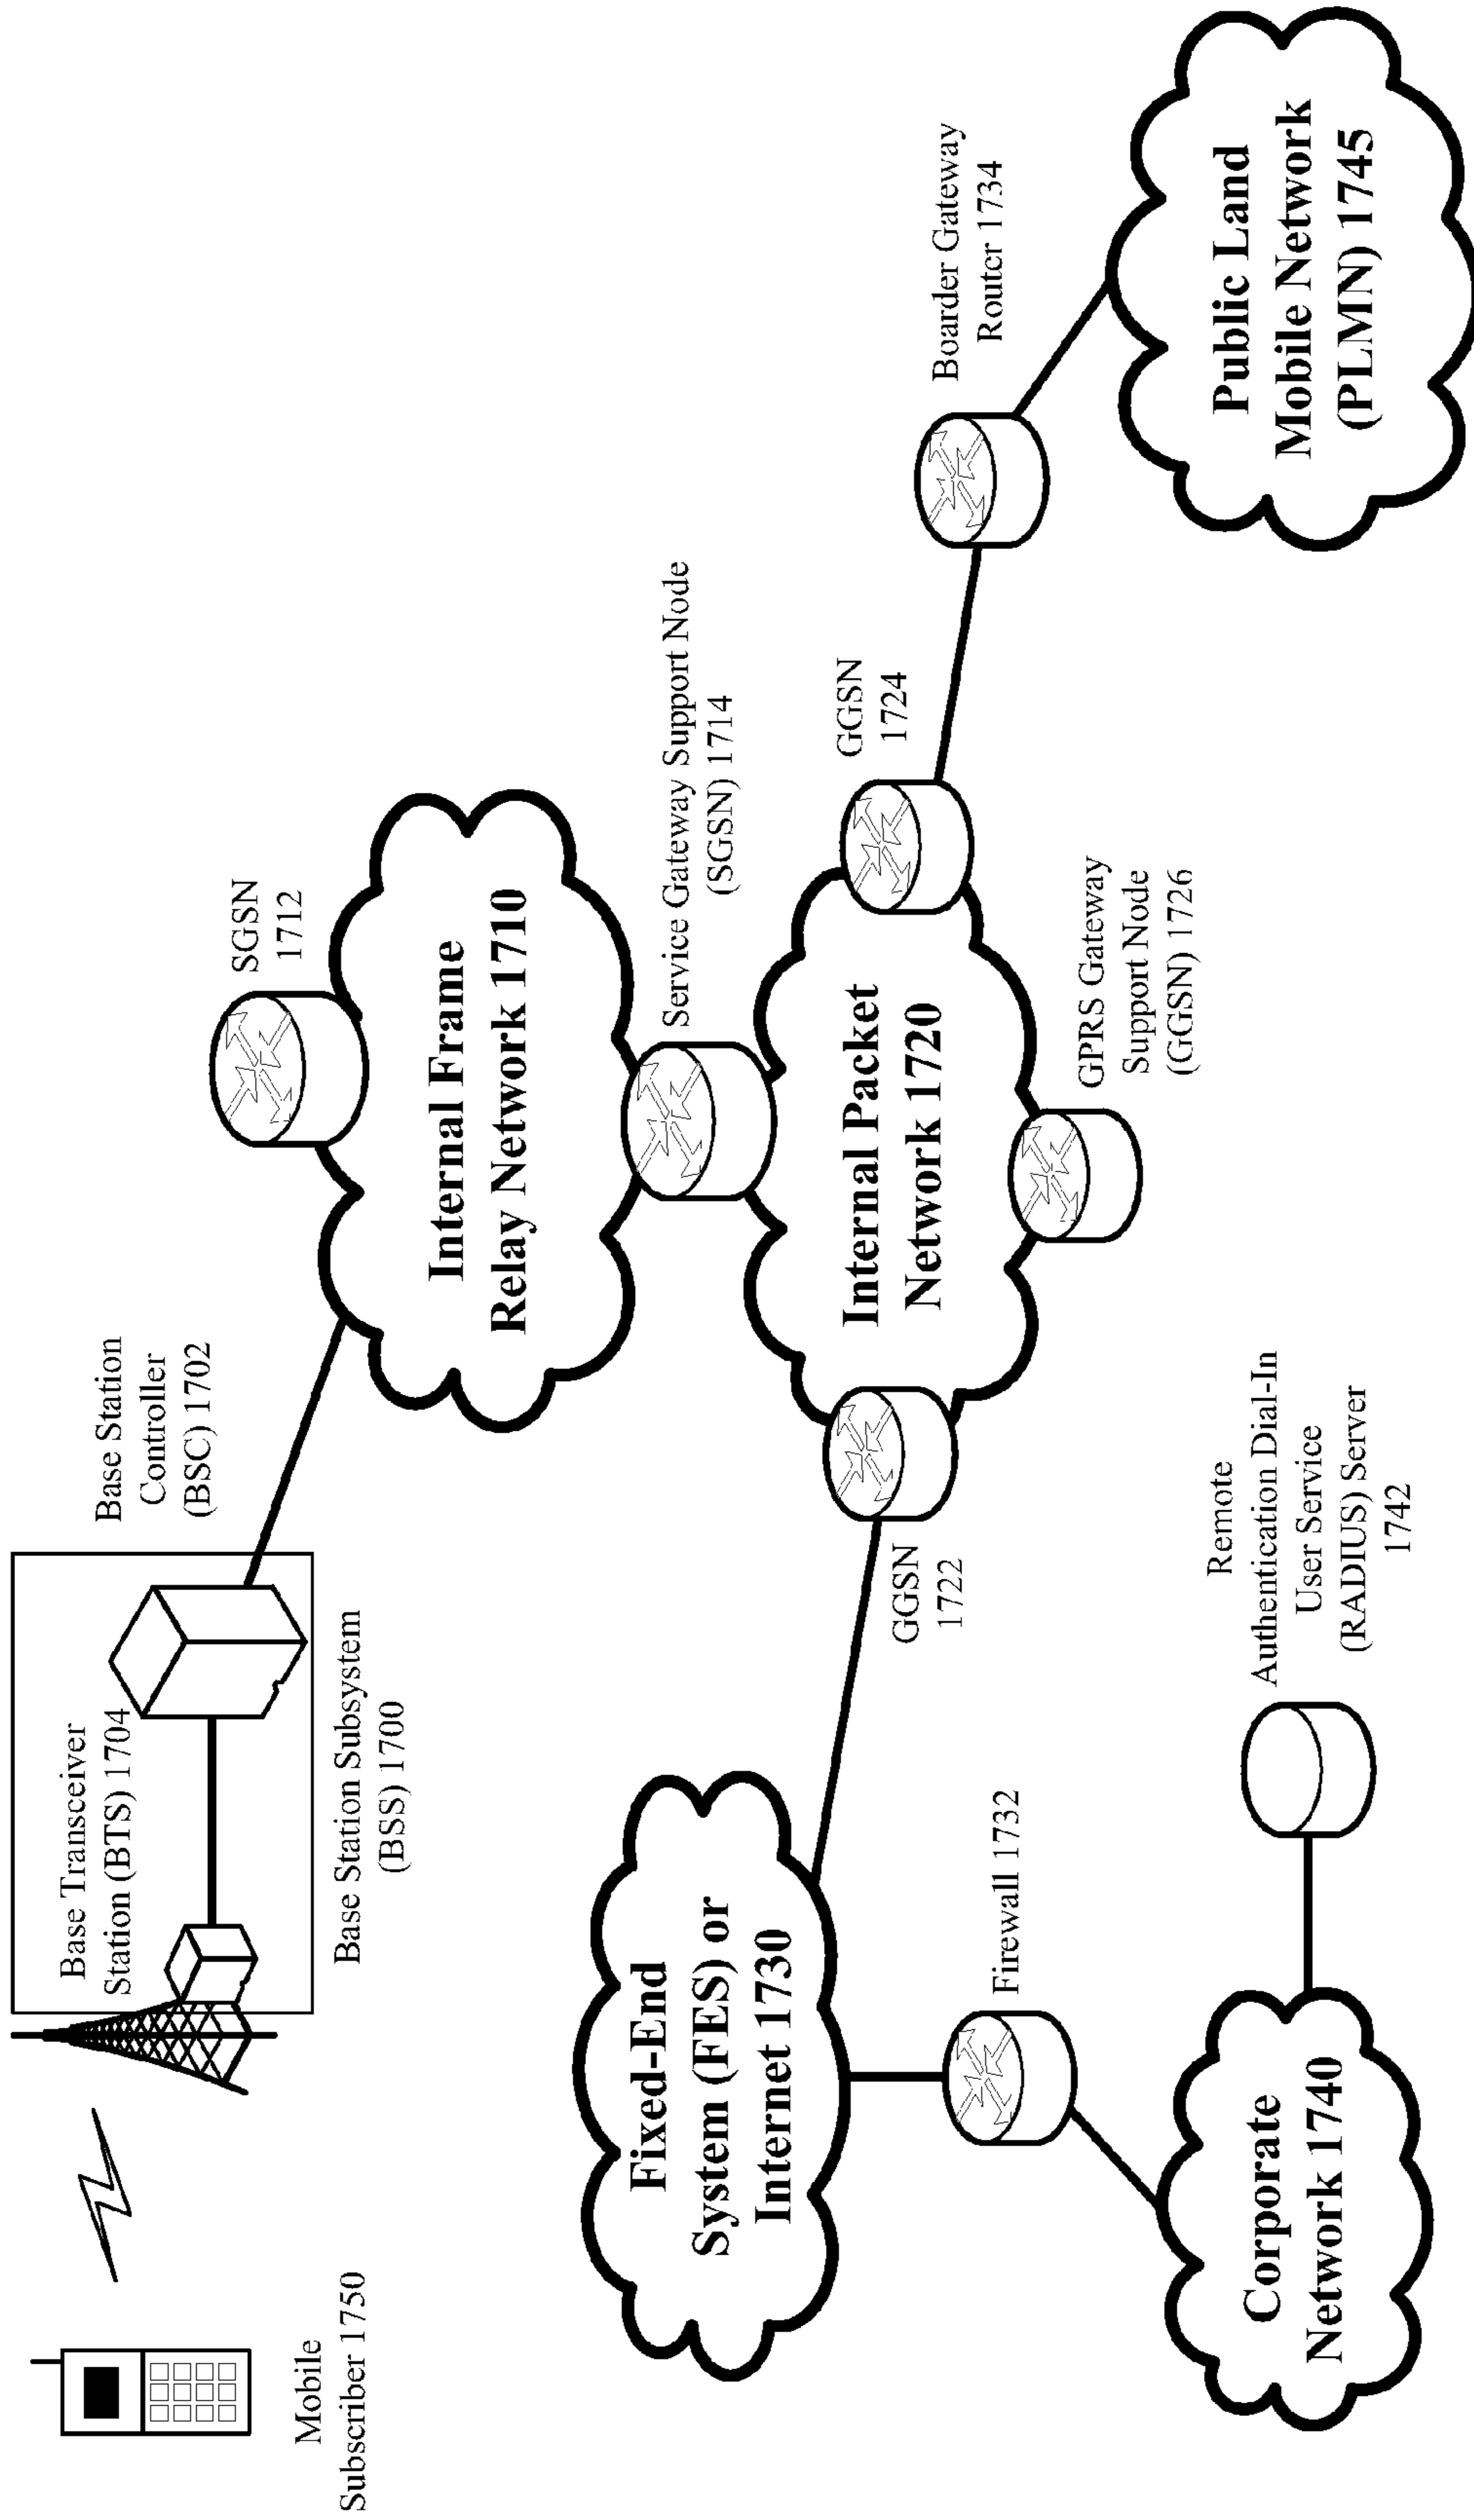 Mobile
Subscriber 1750
Base Transceiver
Station (BTS) 1704
Base Station Subsystem
(BSS) 1700
Base Station
Controller
(BSC) 1702
SGSN
1712
Internal Frame
Relay Network 1710
Service Gateway Support Node
(SGSN) 1714
Fixed-End
System (FES) or
Internet 1730
GGSN
1722
Internal Packet
Network 1720
GGSN
1724
Boarder Gateway
Router 1734
Firewall 1732
GPRS Gateway
Support Node
(GGSN) 1726
Corporate
Network 1740
Remote
Authentication Dial-In
User Service
(RADIUS) Server
1742
Public Land
Mobile Network
(PLMN) 1745